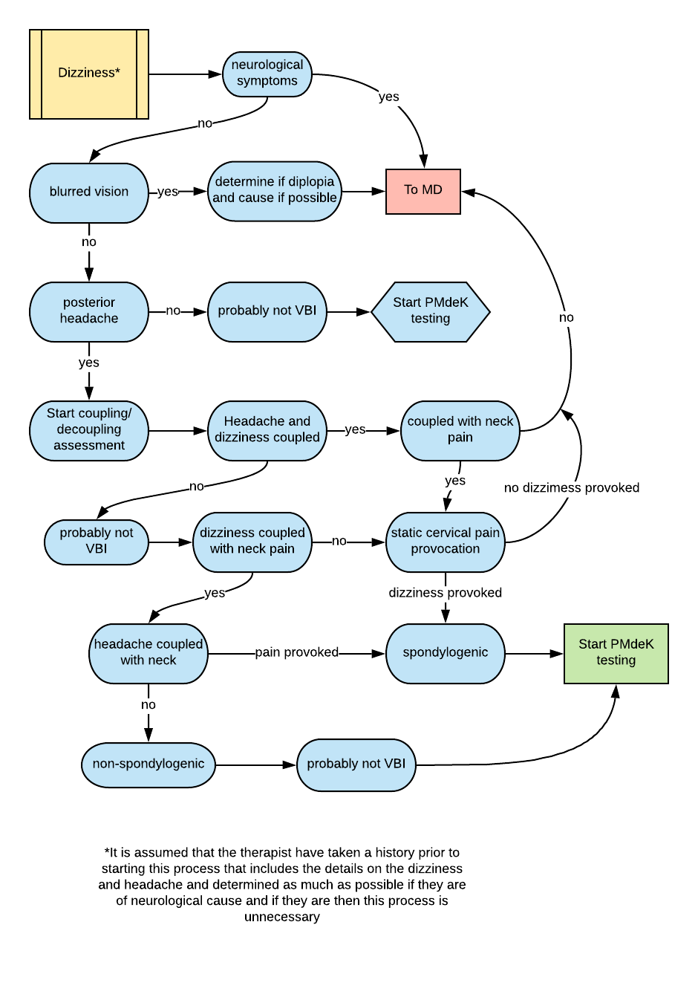 Dizziness*
neurological
symptoms
yes
no
blurred vision
yes
determine if diplopia
and cause if possible
To MD
no
posterior
headache
no
probably not VBI
Start PMdeK
testing
no
yes
Start coupling/
decoupling
assessment
Headache and
dizziness coupled
yes
coupled with neck
pain
no
yes
no dizzimess provoked
probably not
VBI
dizziness coupled
with neck pain
no
static cervical pain
provocation
yes
dizziness provoked
headache coupled
with neck
pain provoked
spondylogenic
Start PMdeK
testing
no
non-spondylogenic
probably not VBI
*It is assumed that the therapist have taken a history prior to
starting this process that includes the details on the dizziness
and headache and determined as much as possible if they are
of neurological cause and if they are then this process is
unnecessary